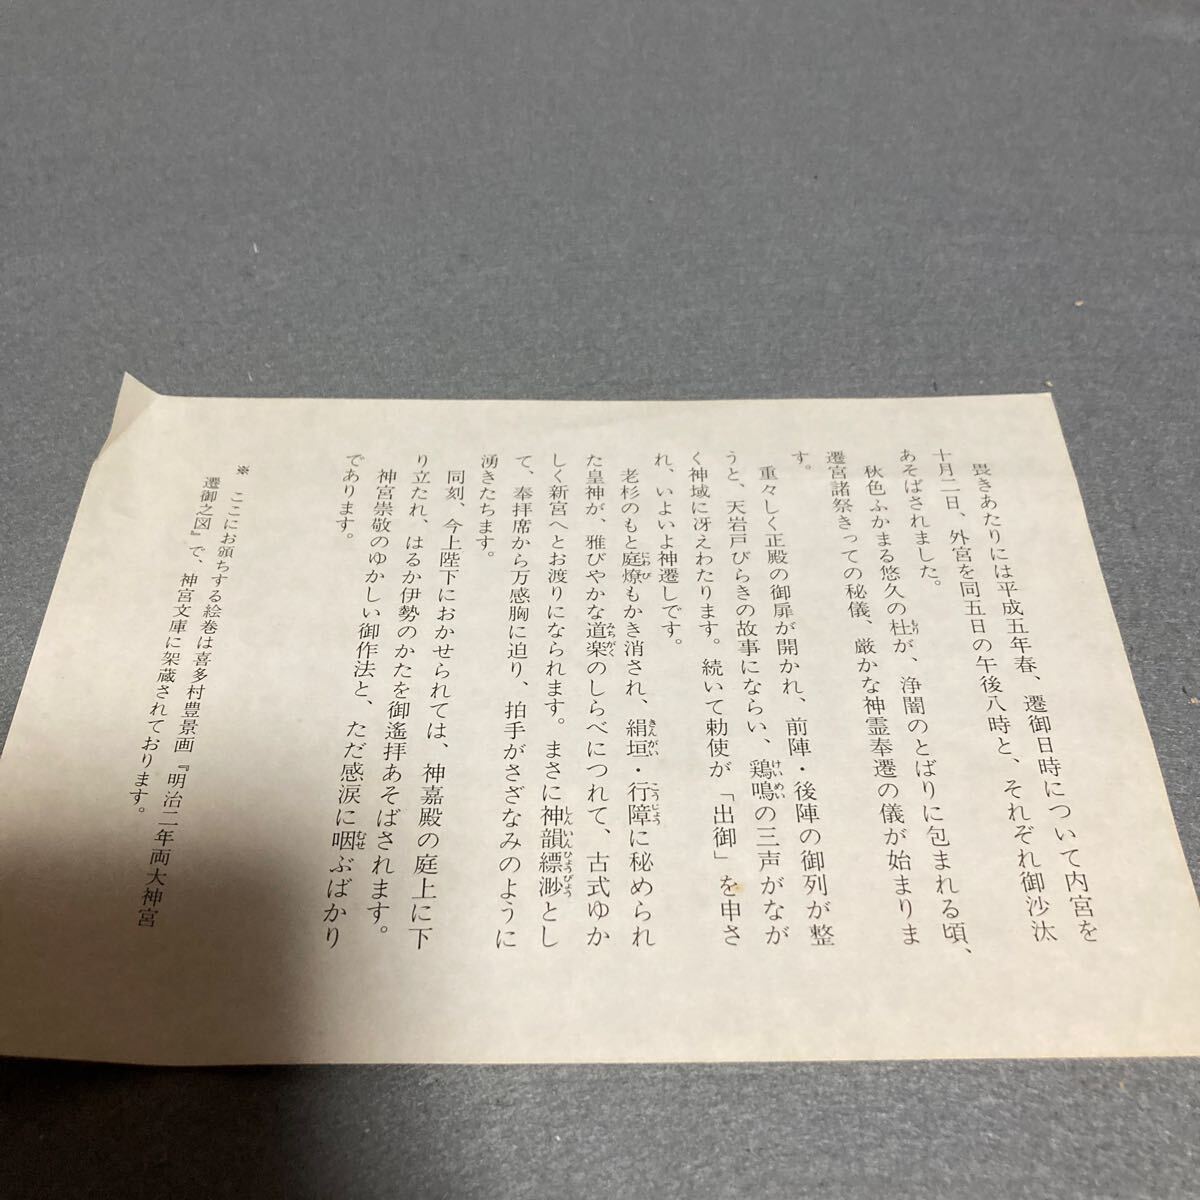 畏きあたりには平成五年春、遷御日時について内宮を
十月二日、外宮を同五日の午後八時と、それぞれ御沙汰
あそばされました。
秋色ふかまる悠久の杜が、浄闇のとばりに包まれる頃、
遷宮諸祭きっての秘儀、厳かな神霊奉遷の儀が始まりま
す。
重々しく正殿の御扉が開かれ、前陣・後陣の御列が整
うと、天岩戸びらきの故事にならい、鶏鳴の三声がなが
く神域に冴えわたります。続いて勅使が「出御」を申さ
れ、いよいよ神遷しです。
老杉のもと庭燎もかき消され、絹垣・行障に秘められ
た皇神が、雅びやかな道楽のしらべにつれて、古式ゆか
しく新宮へとお渡りになられます。まさに神韻縹渺とし
て、奉拝席から万感胸に迫り、拍手がさざなみのように
湧きたちます。
同刻、今上陛下におかせられては、神嘉殿の庭上に下
り立たれ、はるか伊勢のかたを御遙拝あそばされます。
神宮崇敬のゆかしい御作法と、ただ感涙に咽ぶばかり
であります。
※ ここにお頒ちする絵巻は喜多村豊景画『明治二年両大神宮
遷御之図』で、神宮文庫に架蔵されております。